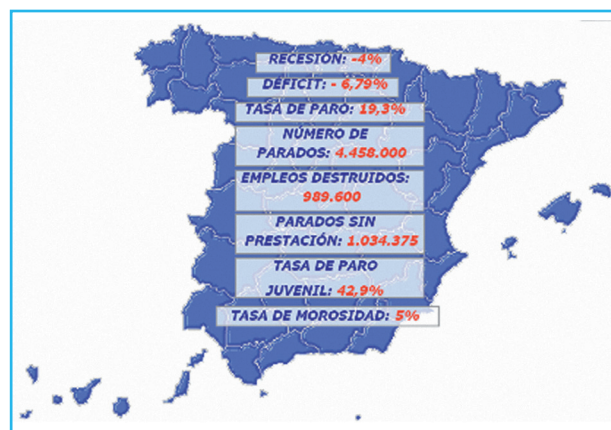 RECESIÓN: -4%
DÉFICIT: - 6,79%
TASA DE PARO: 19,3%
NÚMERO DE
PARADOS: 4.458.000
EMPLEOS DESTRUIDOS:
989.600
PARADOS SIN
PRESTACIÓN: 1.034.375
TASA DE PARO
JUVENIL: 42,9%
TASA DE MOROSIDAD: 5%